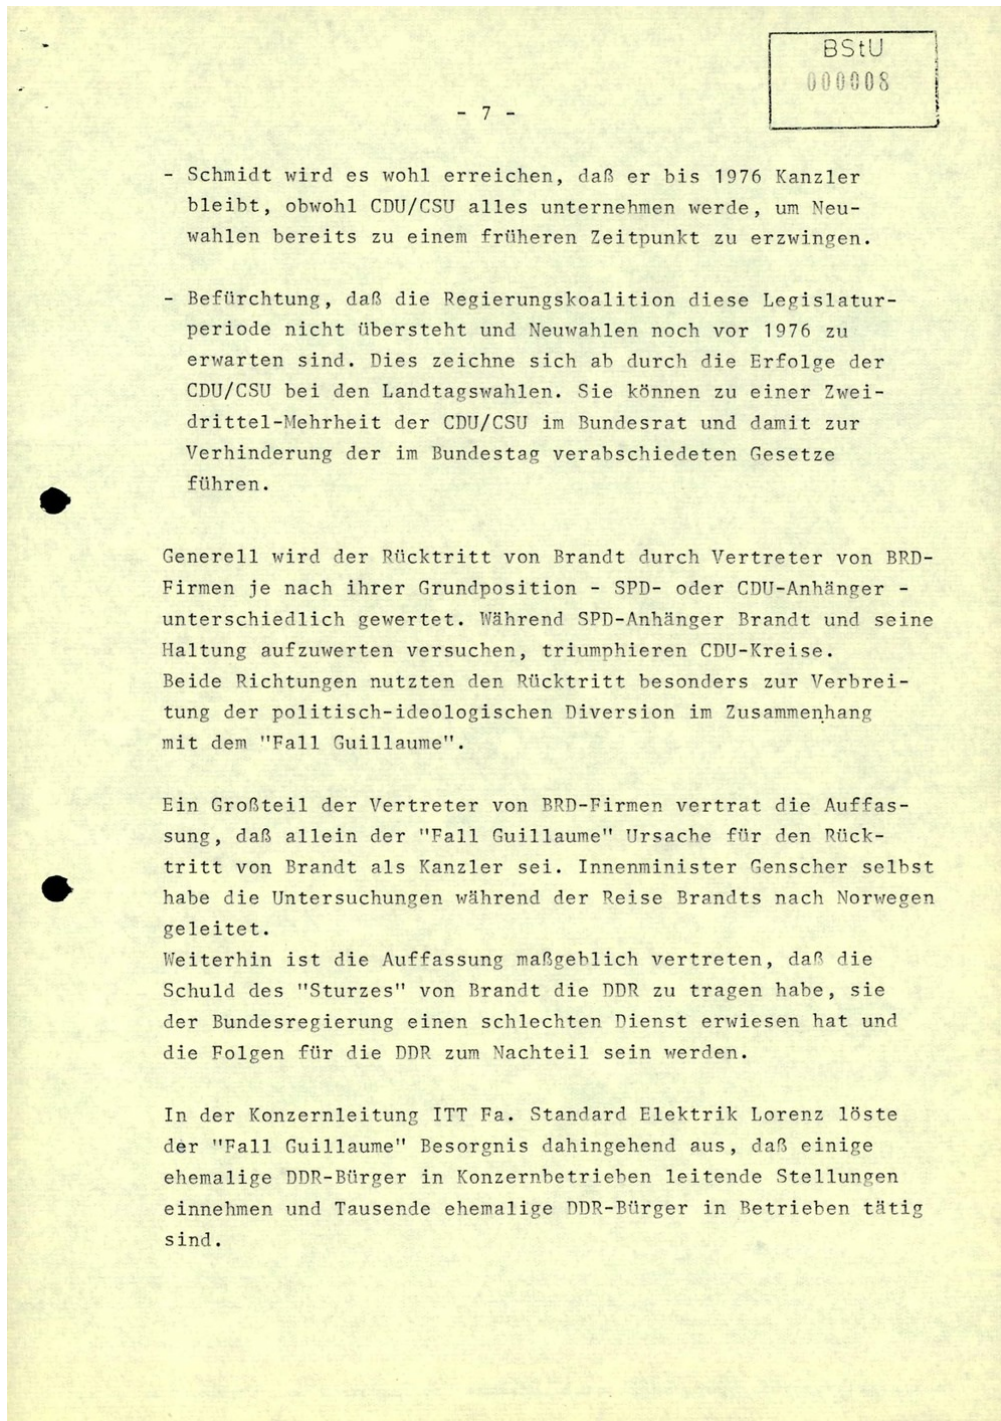 BStU
000008
- 7 -
- Schmidt wird es wohl erreichen, daß er bis 1976 Kanzler
bleibt, obwohl CDU/CSU alles unternehmen werde, um Neu-
wahlen bereits zu einem früheren Zeitpunkt zu erzwingen.
- Befürchtung, daß die Regierungskoalition diese Legislatur-
periode nicht übersteht und Neuwahlen noch vor 1976 zu
erwarten sind. Dies zeichne sich ab durch die Erfolge der
CDU/CSU bei den Landtagswahlen. Sie können zu einer Zwei-
drittel-Mehrheit der CDU/CSU im Bundesrat und damit zur
Verhinderung der im Bundestag verabschiedeten Gesetze
führen.
Generell wird der Rücktritt von Brandt durch Vertreter von BRD-
Firmen je nach ihrer Grundposition - SPD- oder CDU-Anhänger -
unterschiedlich gewertet. Während SPD-Anhänger Brandt und seine
Haltung aufzuwerten versuchen, triumphieren CDU-Kreise.
Beide Richtungen nutzten den Rücktritt besonders zur Verbrei-
tung der politisch-ideologischen Diversion im Zusammenhang
mit dem "Fall Guillaume".
Ein Großteil der Vertreter von BRD-Firmen vertrat die Auffas-
sung, daß allein der "Fall Guillaume" Ursache für den Rück-
tritt von Brandt als Kanzler sei. Innenminister Genscher selbst
habe die Untersuchungen während der Reise Brandts nach Norwegen
geleitet.
Weiterhin ist die Auffassung maßgeblich vertreten, daß die
Schuld des "Sturzes" von Brandt die DDR zu tragen habe, sie
der Bundesregierung einen schlechten Dienst erwiesen hat und
die Folgen für die DDR zum Nachteil sein werden.
In der Konzernleitung ITT Fa. Standard Elektrik Lorenz löste
der "Fall Guillaume" Besorgnis dahingehend aus, daß einige
ehemalige DDR-Bürger in Konzernbetrieben leitende Stellungen
einnehmen und Tausende ehemalige DDR-Bürger in Betrieben tätig
sind.